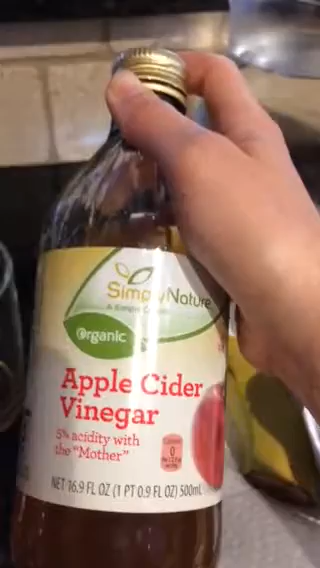 SimplyNature
Organic
Apple Cider
Vinegar
5% acidity with
the "Mother"
0
NET 16.9 FL OZ (1 PT 0.9 FL OZ) 500mL